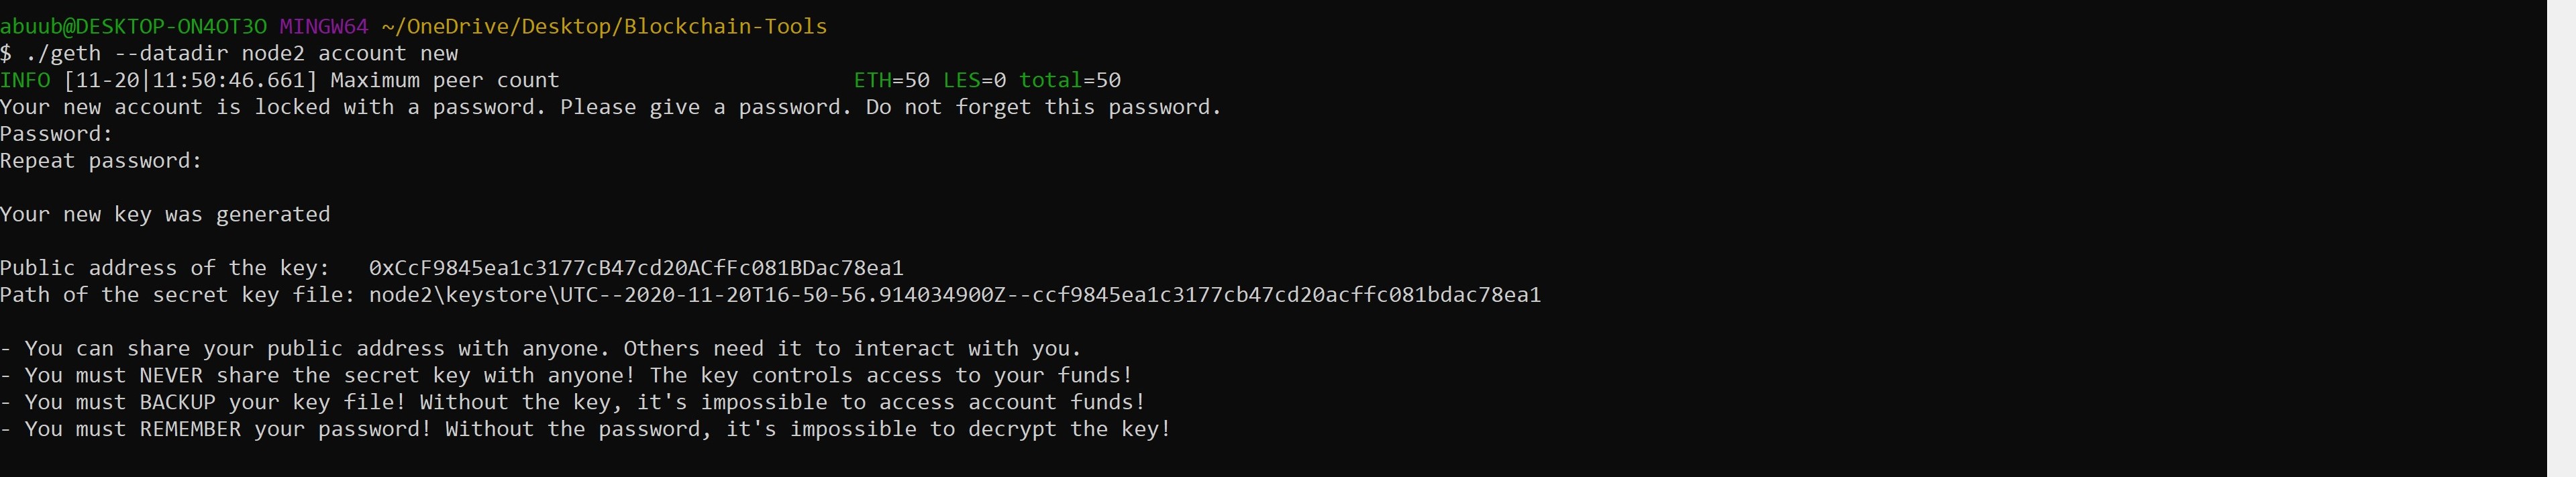 abuub@DESKTOP-ON4OT3O MINGW64 ~/OneDrive/Desktop/Blockchain-Tools
$ ./geth --datadir node2 account new
INFO [11-20|11:50:46.661] Maximum peer count                       ETH=50 LES=0 total=50
Your new account is locked with a password. Please give a password. Do not forget this password.
Password:
Repeat password:
Your new key was generated
Public address of the key:   0xCcF9845ea1c3177cB47cd20ACfFc081BDac78ea1
Path of the secret key file: node2\keystore\UTC--2020-11-20T16-50-56.914034900Z--ccf9845ea1c3177cb47cd20acffc081bdac78ea1
- You can share your public address with anyone. Others need it to interact with you.
- You must NEVER share the secret key with anyone! The key controls access to your funds!
- You must BACKUP your key file! Without the key, it's impossible to access account funds!
- You must REMEMBER your password! Without the password, it's impossible to decrypt the key!